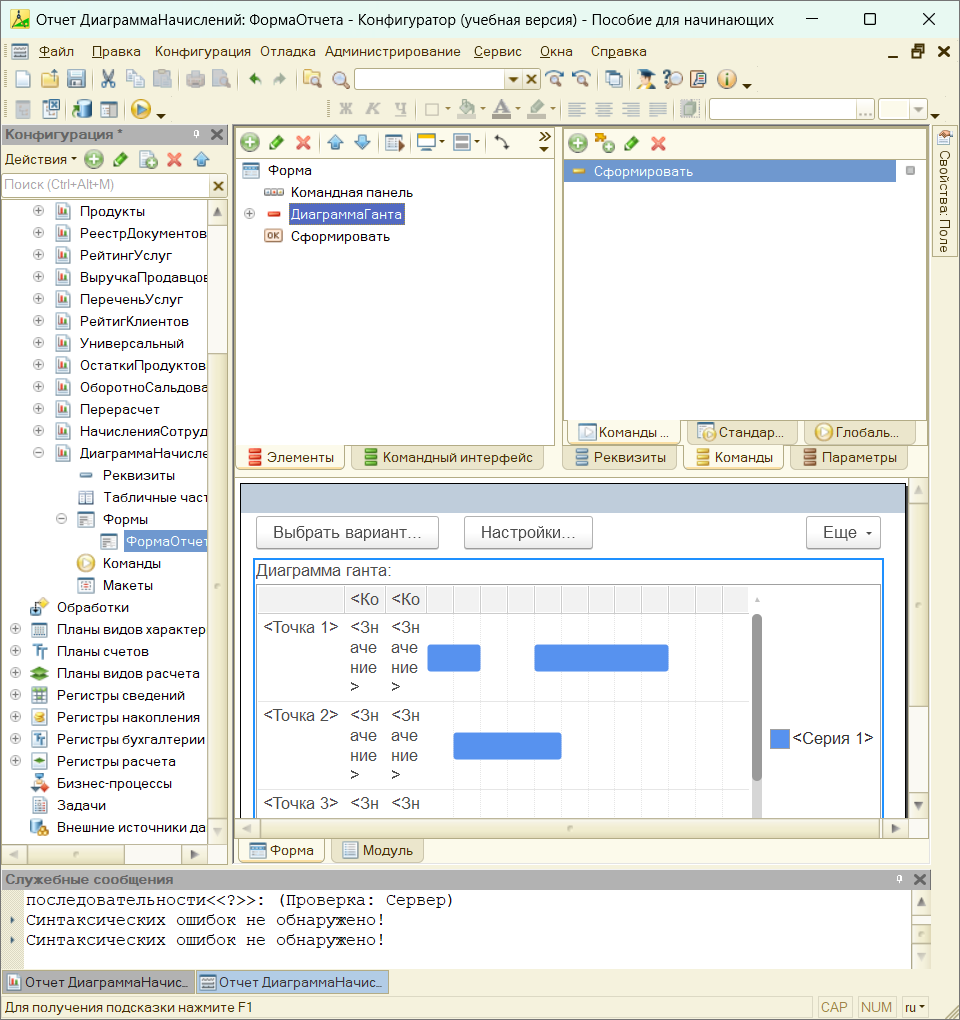 Отчет ДиаграммаНачислений: ФормаОтчета - Конфигуратор (учебная версия) - Пособие для начинающих
Файл Правка Конфигурация Отладка Администрирование Сервис Окна Справка
Ж К Ч
Конфигурация *
Действия
Поиск (Ctrl+Alt+M)
Продукты
РеестрДокументов
РейтингУслуг
ВыручкаПродавцов
ПереченьУслуг
РейтигКлиентов
Универсальный
ОстаткиПродуктов
ОборотноСальдова
Перерасчет
НачисленияСотруд
ДиаграммаНачисле
Реквизиты
Табличные част
Формы
ФормаОтчет
Команды
Макеты
Обработки
Планы видов характер
Планы счетов
Планы видов расчета
Регистры сведений
Регистры накопления
Регистры бухгалтерии
Регистры расчета
Бизнес-процессы
Задачи
Внешние источники да
Форма
Командная панель
ДиаграммаГанта
OK Сформировать
Элементы Командный интерфейс
Сформировать
Команды ... Стандар... Глобаль...
Реквизиты Команды Параметры
Свойства: Поле
Выбрать вариант... Настройки... Еще
Диаграмма ганта:
<Ко <Ко
<Точка 1> <Зн <Зн
аче аче
ние ние
> >
<Точка 2> <Зн <Зн
аче аче
ние ние
> >
<Точка 3> <Зн <Зн
<Серия 1>
Форма Модуль
Служебные сообщения
последовательности<<?>>: (Проверка: Сервер)
Синтаксических ошибок не обнаружено!
Синтаксических ошибок не обнаружено!
Отчет ДиаграммаНачис... Отчет ДиаграммаНачис...
Для получения подсказки нажмите F1 CAP NUM ru